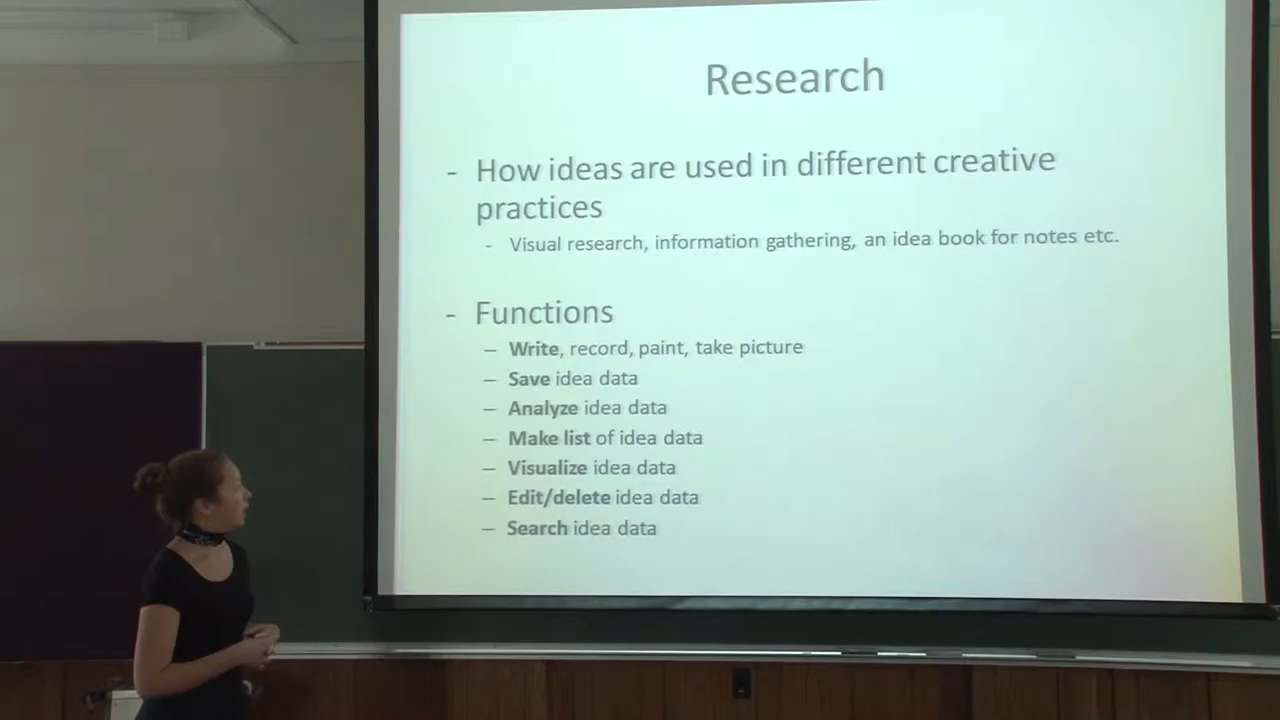 Research
- How ideas are used in different creative
practices
- Visual research, information gathering, an idea book for notes etc.
- Functions
– Write, record, paint, take picture
– Save idea data
– Analyze idea data
– Make list of idea data
– Visualize idea data
– Edit/delete idea data
– Search idea data